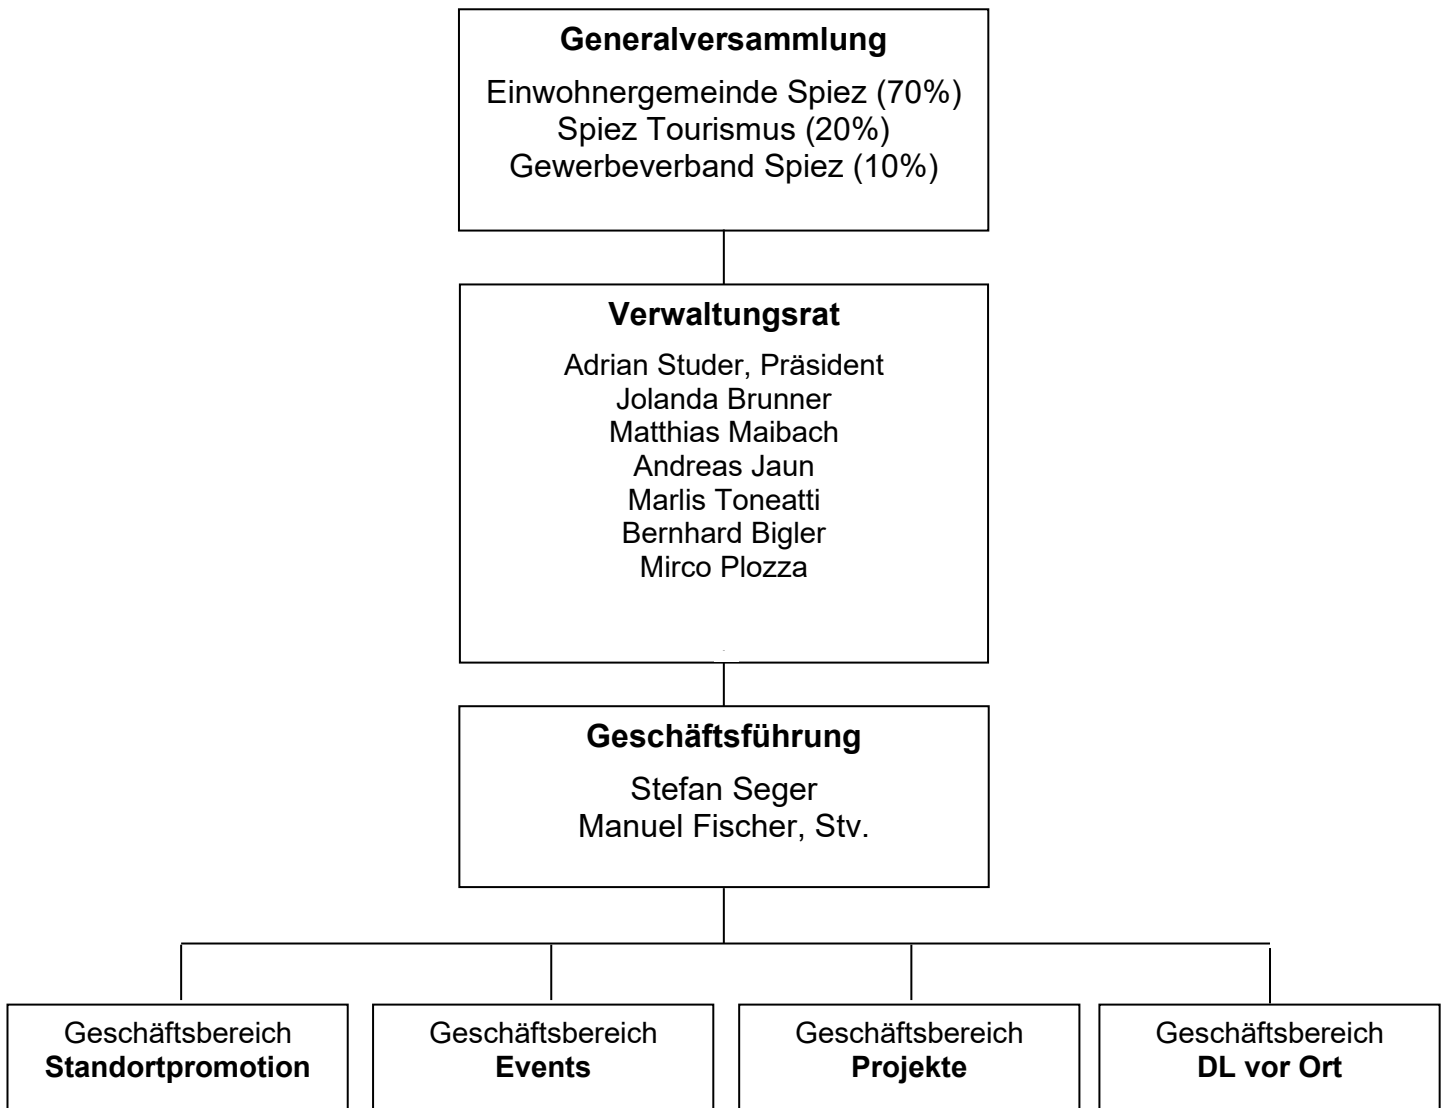 Generalversammlung
Einwohnergemeinde Spiez (70%)
Spiez Tourismus (20%)
Gewerbeverband Spiez (10%)
Verwaltungsrat
Adrian Studer, Präsident
Jolanda Brunner
Matthias Maibach
Andreas Jaun
Marlis Toneatti
Bernhard Bigler
Mirco Plozza
Geschäftsführung
Stefan Seger
Manuel Fischer, Stv.
Geschäftsbereich
Standortpromotion
Geschäftsbereich
Events
Geschäftsbereich
Projekte
Geschäftsbereich
DL vor Ort